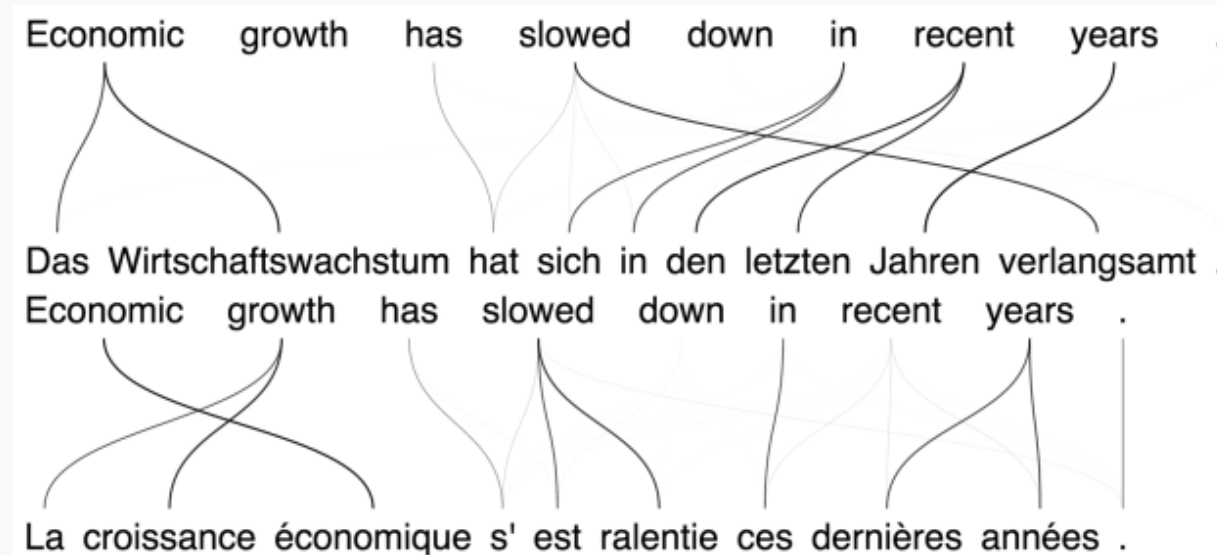 Economic growth has slowed down in recent years .
Das Wirtschaftswachstum hat sich in den letzten Jahren verlangsamt .
Economic growth has slowed down in recent years .
La croissance économique s' est ralentie ces dernières années .